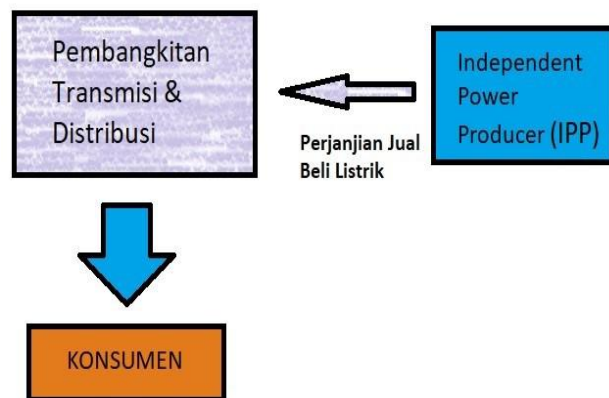 Pembangkitan
Transmisi &
Distribusi
Perjanjian Jual
Beli Listrik
Independent
Power
Producer (IPP)
KONSUMEN